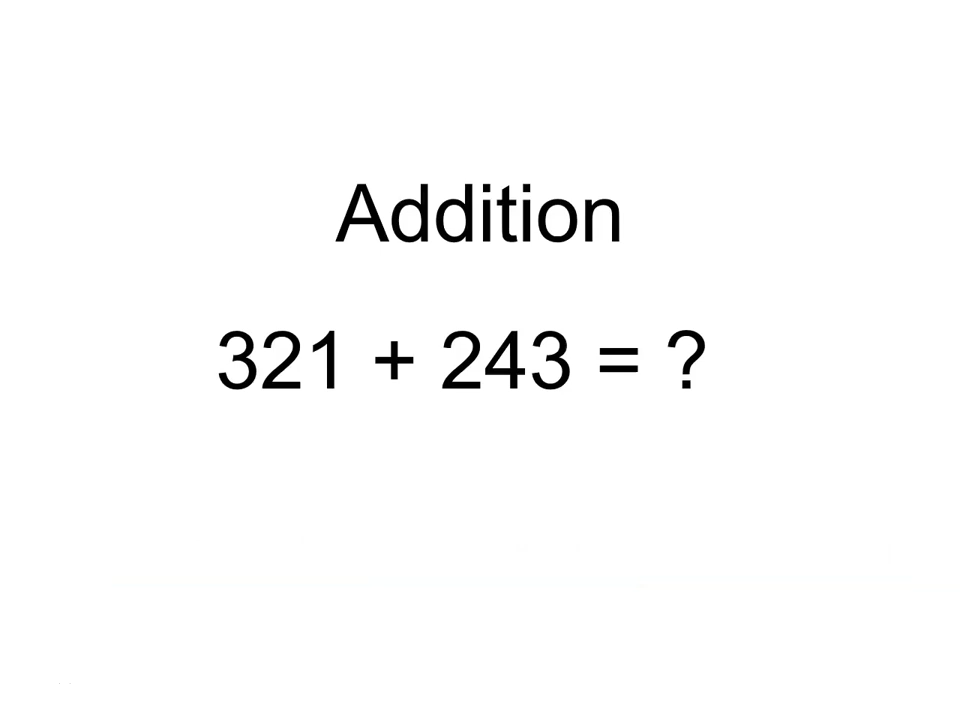 Addition
321 + 243 = ?